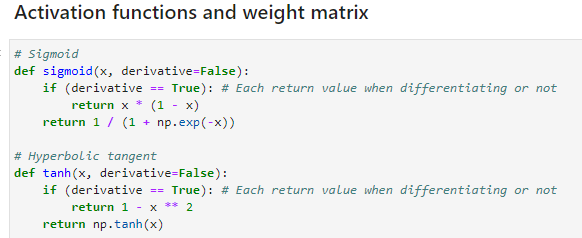 Activation functions and weight matrix
# Sigmoid
def sigmoid(x, derivative=False):
    if (derivative == True): # Each return value when differentiating or not
        return x * (1 - x)
    return 1 / (1 + np.exp(-x))
# Hyperbolic tangent
def tanh(x, derivative=False):
    if (derivative == True): # Each return value when differentiating or not
        return 1 - x ** 2
    return np.tanh(x)